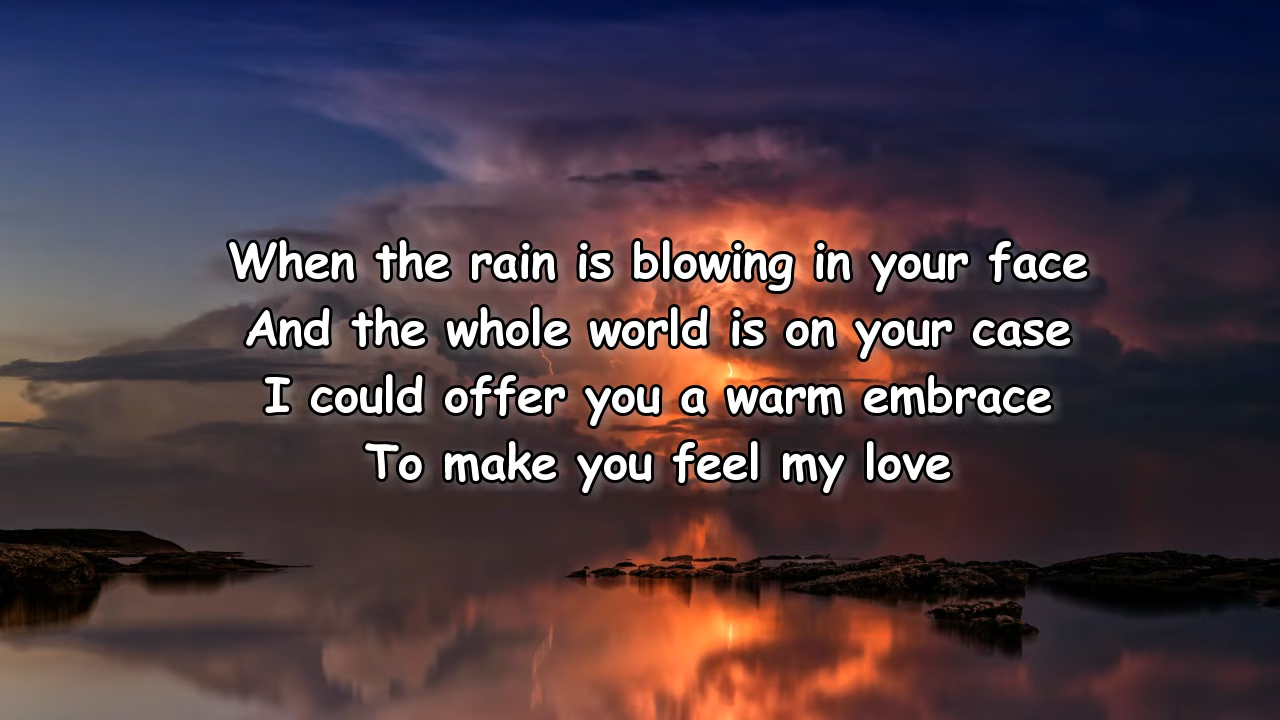 When the rain is blowing in your face
And the whole world is on your case
I could offer you a warm embrace
To make you feel my love